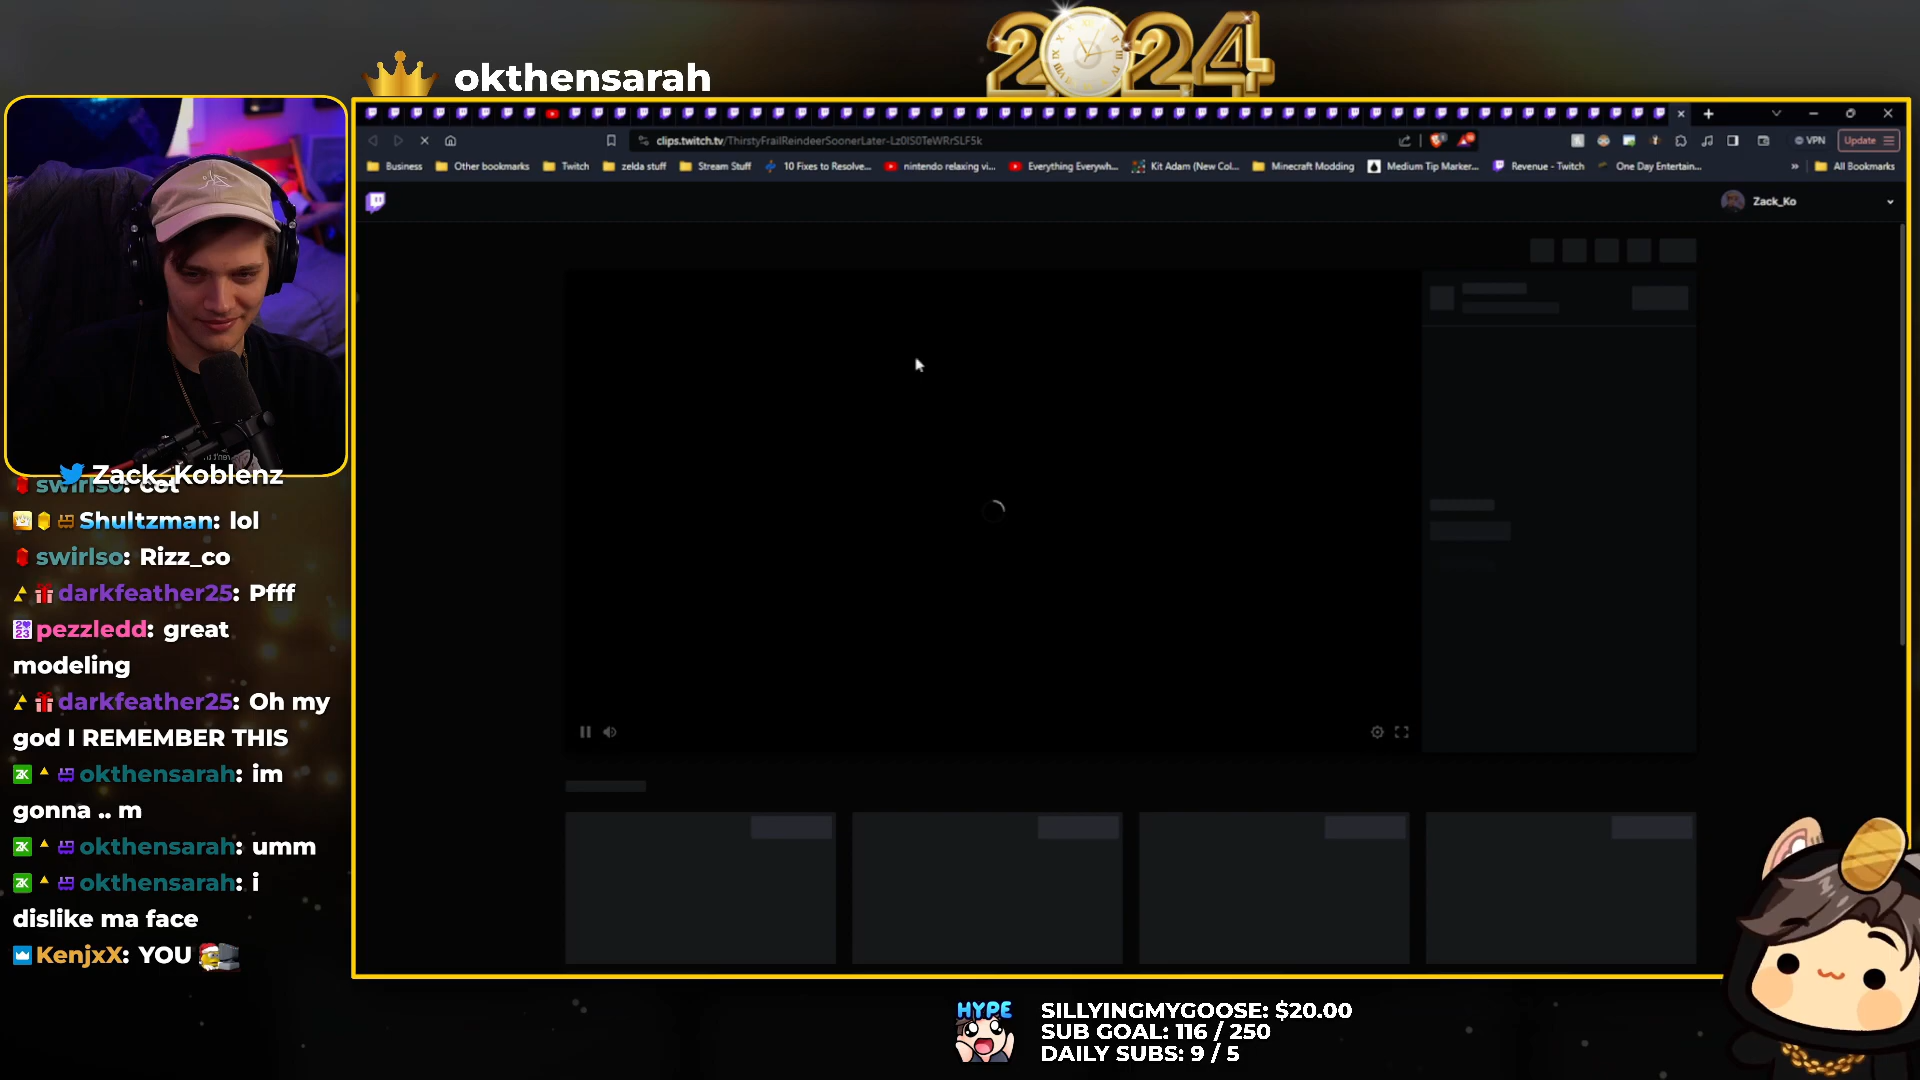 2024
okthensarah
clips.twitch.tv/ThirstyFrailReindeerSoonerLater-Lz0lS0TeWRrSLF5k
VPN
Update
Business
Other bookmarks
Twitch
zelda stuff
Stream Stuff
10 Fixes to Resolve...
nintendo relaxing vi...
Everything Everywh...
Kit Adam (New Col...
Minecraft Modding
Medium Tip Marker...
Revenue - Twitch
One Day Entertain...
»
All Bookmarks
Zack_Ko
Zack_Koblenz
swirlso: cet
Shultzman: lol
swirlso: Rizz_co
darkfeather25: Pfff
pezzledd: great
modeling
darkfeather25: Oh my
god I REMEMBER THIS
okthensarah: im
gonna .. m
okthensarah: umm
okthensarah: i
dislike ma face
KenjxX: YOU
HYPE
SILLYINGMYGOOSE: $20.00
SUB GOAL: 116 / 250
DAILY SUBS: 9 / 5